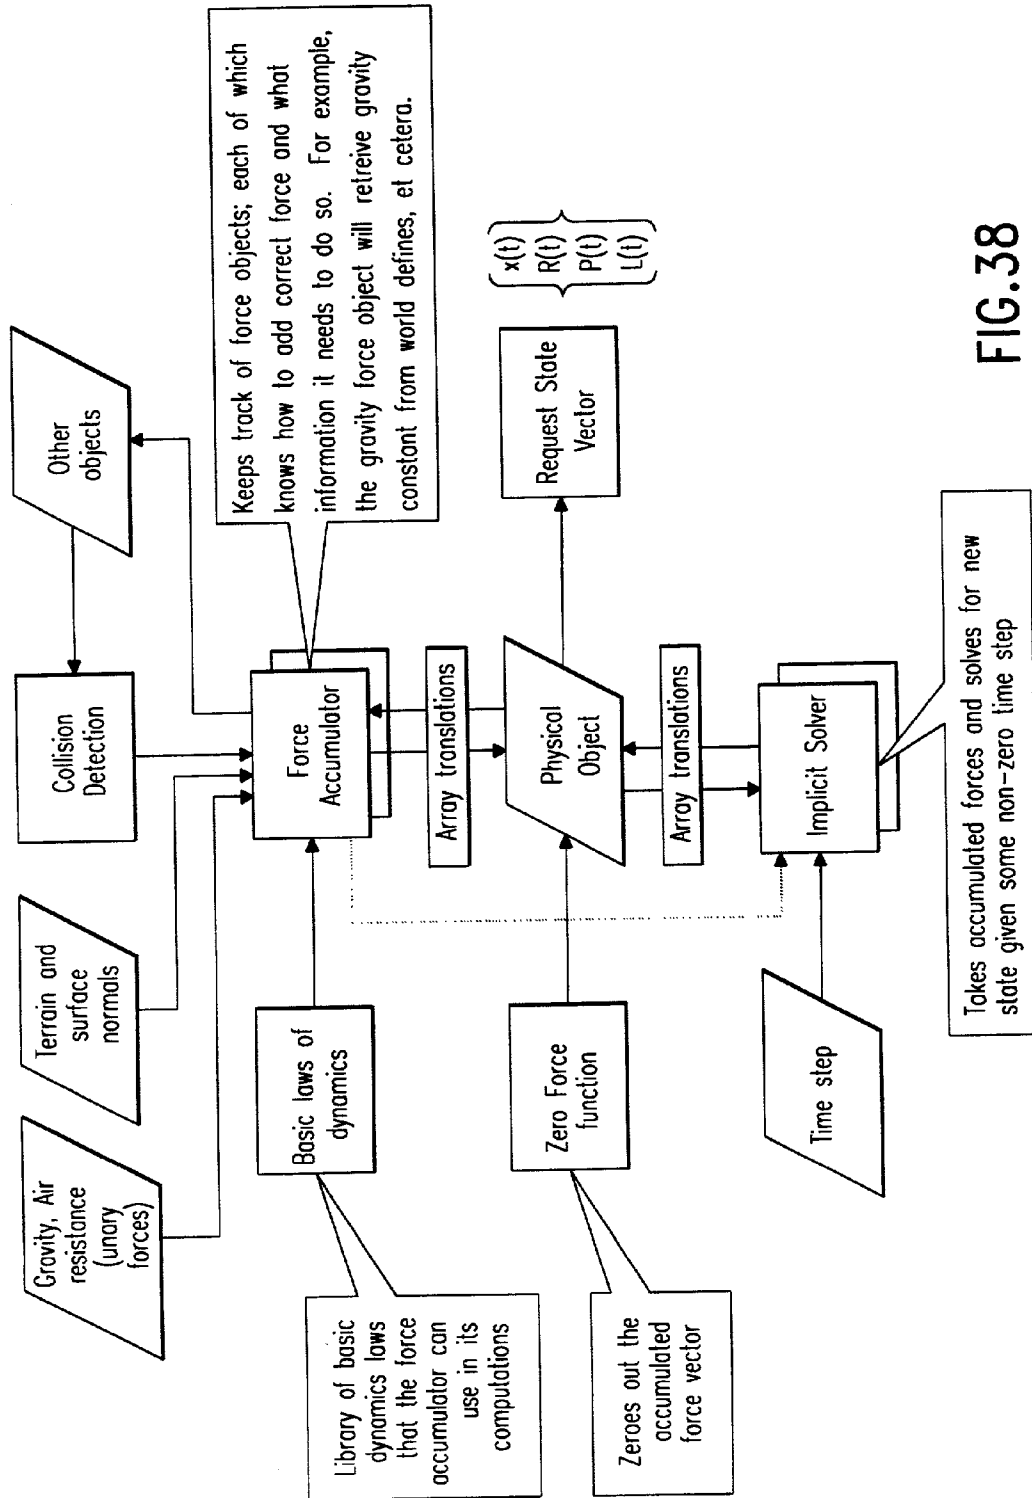 Gravity, Air
resistance
(unary
forces)
Terrain and
surface
normals
Collision
Detection
Other
objects
Library of basic
dynamics laws
that the force
accumulator can
use in its
computations
Basic laws of
dynamics
Force
Accumulator
Keeps track of force objects; each of which
knows how to add correct force and what
information it needs to do so. For example,
the gravity force object will retreive gravity
constant from world defines, et cetera.
Array translations
Zeroes out the
accumulated
force vector
Zero Force
function
Physical
Object
Request State
Vector
x(t)
R(t)
P(t)
L(t)
Array translations
Time step
Implicit Solver
Takes accumulated forces and solves for new
state given some non-zero time step
FIG.38